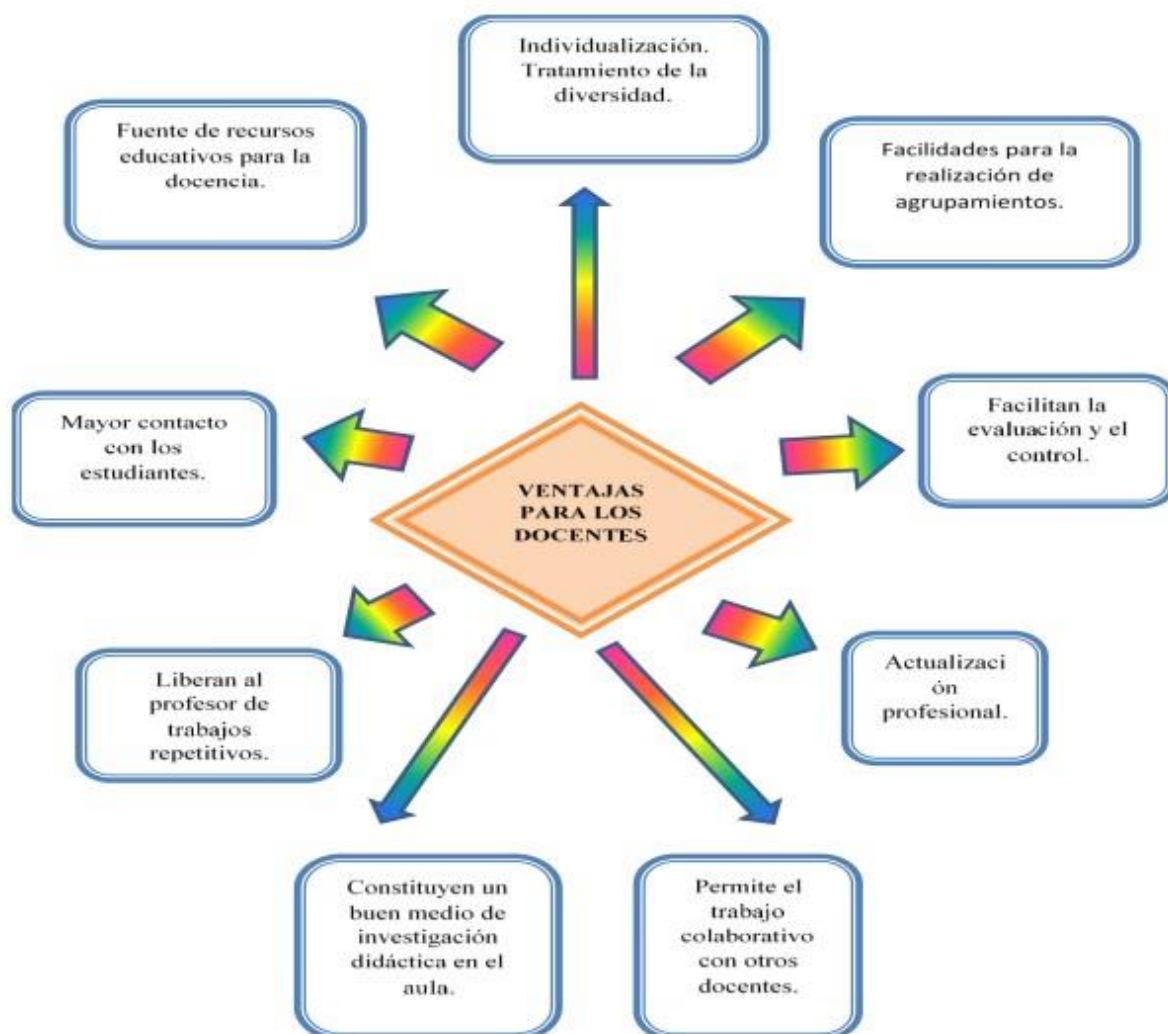 Individualización.
Tratamiento de la
diversidad.
Fuente de recursos
educativos para la
docencia.
Facilidades para la
realización de
agrupamientos.
Mayor contacto
con los
estudiantes.
Facilitan la
evaluación y el
control.
VENTAJAS
PARA LOS
DOCENTES
Liberan al
profesor de
trabajos
repetitivos.
Actualizaci
ón
profesional.
Constituyen un
buen medio de
investigación
didáctica en el
aula.
Permite el
trabajo
colaborativo
con otros
docentes.